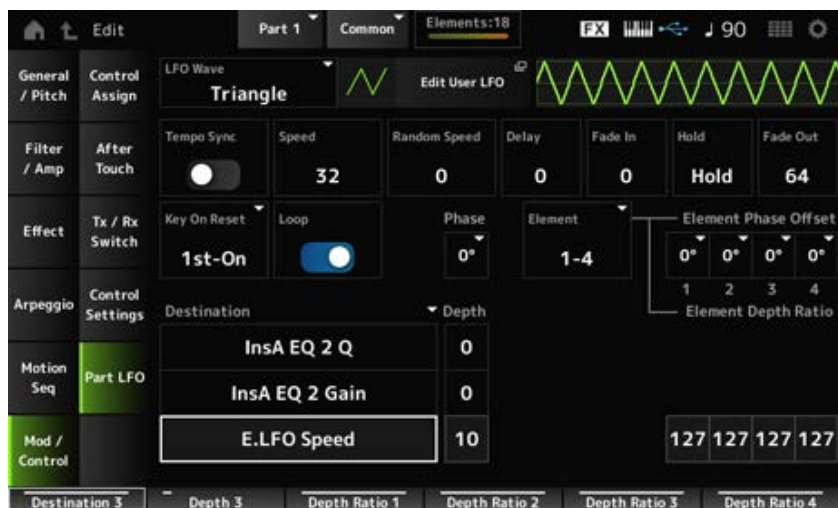 Edit
Part 1
Common
Elements:18
FX
♩ 90
General / Pitch
Control Assign
LFO Wave
Triangle
Edit User LFO
Filter / Amp
After Touch
Tempo Sync
Speed
32
Random Speed
0
Delay
0
Fade In
0
Hold
Hold
Fade Out
64
Effect
Tx / Rx Switch
Key On Reset
1st-On
Loop
Phase
0°
Element
1-4
Element Phase Offset
0° 0° 0° 0°
1 2 3 4
Element Depth Ratio
Arpeggio
Control Settings
Destination
Depth
InsA EQ 2 Q
0
Motion Seq
Part LFO
InsA EQ 2 Gain
0
Mod / Control
E.LFO Speed
10
127 127 127 127
Destination 3
Depth 3
Depth Ratio 1
Depth Ratio 2
Depth Ratio 3
Depth Ratio 4